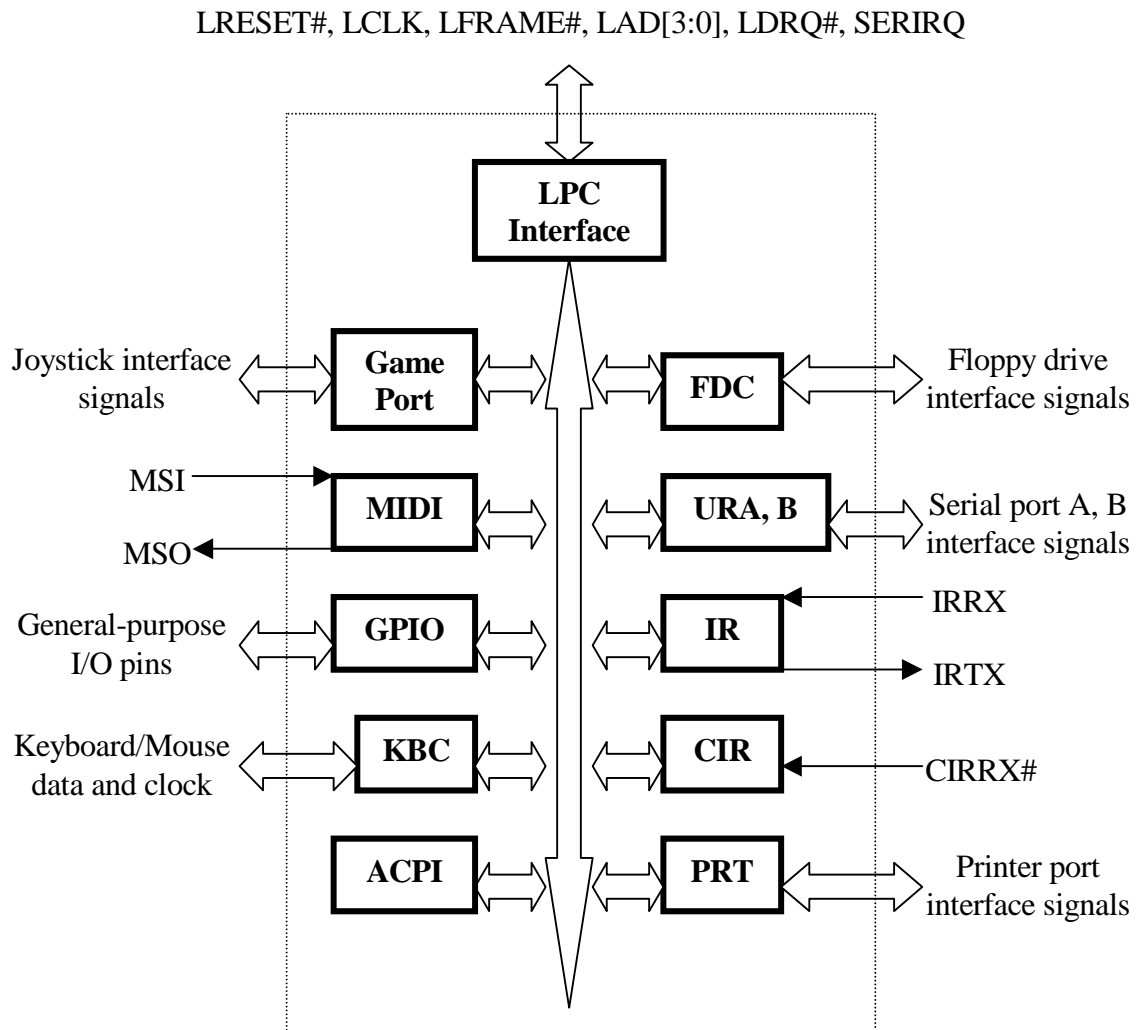 LRESET#, LCLK, LFRAME#, LAD[3:0], LDRQ#, SERIRQ
LPC
Interface
Joystick interface
signals
Game
Port
FDC
Floppy drive
interface signals
MSI
MSO
MIDI
URA, B
Serial port A, B
interface signals
General-purpose
I/O pins
GPIO
IR
IRRX
IRTX
Keyboard/Mouse
data and clock
KBC
CIR
CIRRX#
ACPI
PRT
Printer port
interface signals